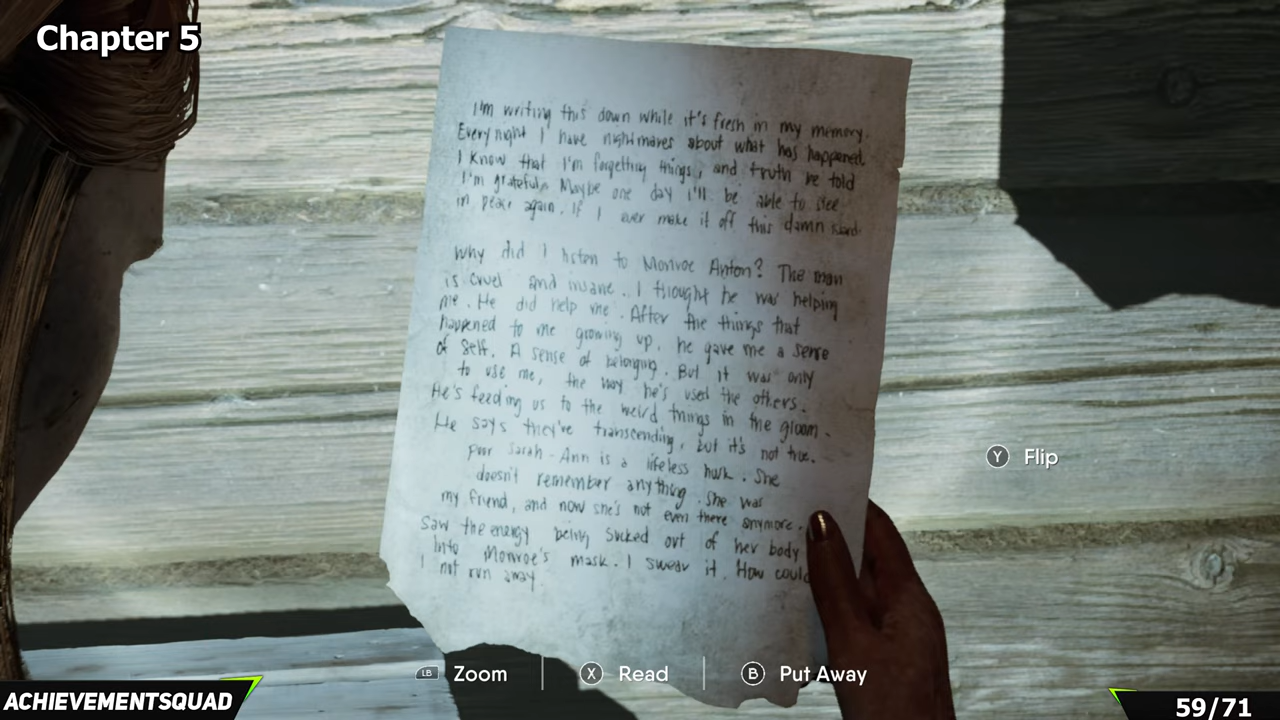 Chapter 5
I'm writing this down while it's fresh in my memory.
Every night I have nightmares about what has happened.
I know that I'm forgetting things, and truth be told
I'm grateful. Maybe one day i'll be able to
in peace again. If I ever make it off this damn island.
Why did I listen to Monroe Anton? The man
is cruel and insane. I thought he was helping
me. He did help me. After the things that
happened to me growing up, he gave me a sense
of self. A sense of belonging. But it was only
to use me, the way he's used the others.
He's feeding us to the weird things in the gloom.
He says they're transcending, but it's not true.
Poor Sarah-Ann is a lifeless husk. She
doesn't remember anything. She was
my friend, and now she's not even there anymore.
saw the energy being sucked out of her body
into Monroe's mask. I swear it. How could
I not run away.
Y Flip
LB Zoom
X Read
B Put Away
ACHIEVEMENTSQUAD
59/71